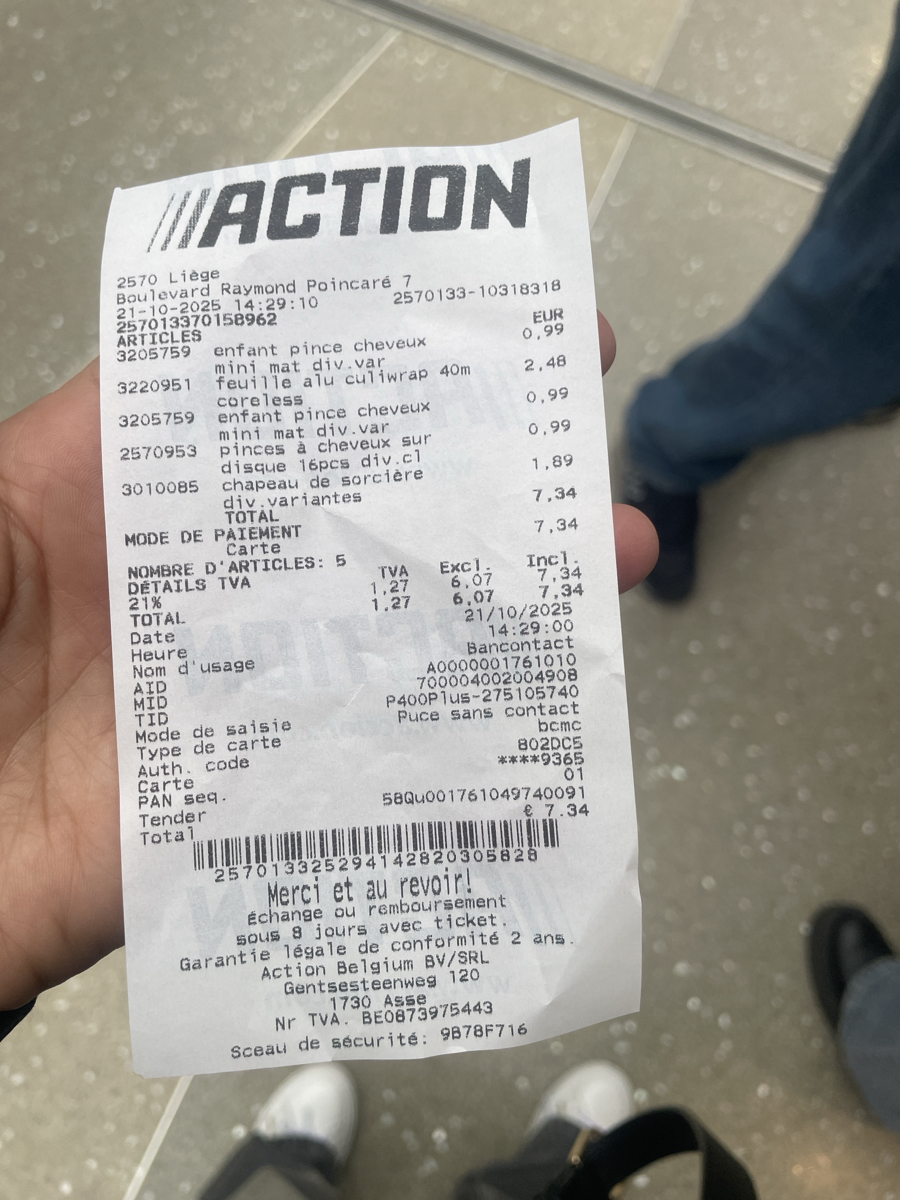 ///ACTION
2570 Liège
Boulevard Raymond Poincaré 7
21-10-2025 14:29:10 2570133-10318318
257013370158962
ARTICLES EUR
3205759 enfant pince cheveux 0,99
mini mat div.var
3220951 feuille alu culiwrap 40m 2,48
coreless
3205759 enfant pince cheveux 0,99
mini mat div.var
2570953 pinces à cheveux sur 0,99
disque 16pcs div.cl
3010085 chapeau de sorcière 1,89
div.variantes
TOTAL 7,34
MODE DE PAIEMENT
Carte 7,34
NOMBRE D'ARTICLES: 5
DÉTAILS TVA TVA Excl. Incl.
21% 1,27 6,07 7,34
TOTAL 1,27 6,07 7,34
Date 21/10/2025
Heure 14:29:00
Nom d'usage Bancontact
AID A0000001761010
MID 700004002004908
TID P400Plus-275105740
Mode de saisie Puce sans contact
Type de carte bcmc
Auth. code 802DC5
Carte ****9365
PAN seq. 01
Tender 58Qu001761049740091
Total € 7.34
2570133252941428203058​28
Merci et au revoir!
échange ou remboursement
sous 8 jours avec ticket.
Garantie légale de conformité 2 ans.
Action Belgium BV/SRL
Gentsesteenweg 120
1730 Asse
Nr TVA. BE0873975443
Sceau de sécurité: 9B78F716